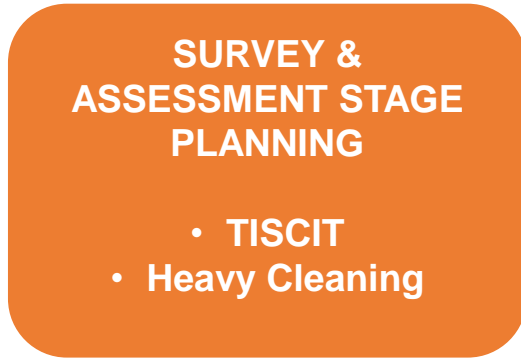 SURVEY &
ASSESSMENT STAGE
PLANNING
• TISCIT
• Heavy Cleaning